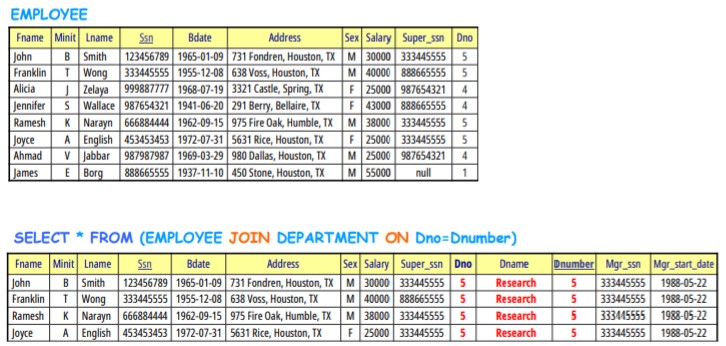 EMPLOYEE
Fname Minit Lname Ssn Bdate Address Sex Salary Super_ssn Dno
John B Smith 123456789 1965-01-09 731 Fondren, Houston, TX M 30000 333445555 5
Franklin T Wong 333445555 1955-12-08 638 Voss, Houston, TX M 40000 888665555 5
Alicia J Zelaya 999887777 1968-07-19 3321 Castle, Spring, TX F 25000 987654321 4
Jennifer S Wallace 987654321 1941-06-20 291 Berry, Bellaire, TX F 43000 888665555 4
Ramesh K Narayn 666884444 1962-09-15 975 Fire Oak, Humble, TX M 38000 333445555 5
Joyce A English 453453453 1972-07-31 5631 Rice, Houston, TX F 25000 333445555 5
Ahmad V Jabbar 987987987 1969-03-29 980 Dallas, Houston, TX M 25000 987654321 4
James E Borg 888665555 1937-11-10 450 Stone, Houston, TX M 55000 null 1
SELECT * FROM (EMPLOYEE JOIN DEPARTMENT ON Dno=Dnumber)
Fname Minit Lname Ssn Bdate Address Sex Salary Super_ssn Dno Dname Dnumber Mgr_ssn Mgr_start_date
John B Smith 123456789 1965-01-09 731 Fondren, Houston, TX M 30000 333445555 5 Research 5 333445555 1988-05-22
Franklin T Wong 333445555 1955-12-08 638 Voss, Houston, TX M 40000 888665555 5 Research 5 333445555 1988-05-22
Ramesh K Narayn 666884444 1962-09-15 975 Fire Oak, Humble, TX M 38000 333445555 5 Research 5 333445555 1988-05-22
Joyce A English 453453453 1972-07-31 5631 Rice, Houston, TX F 25000 333445555 5 Research 5 333445555 1988-05-22